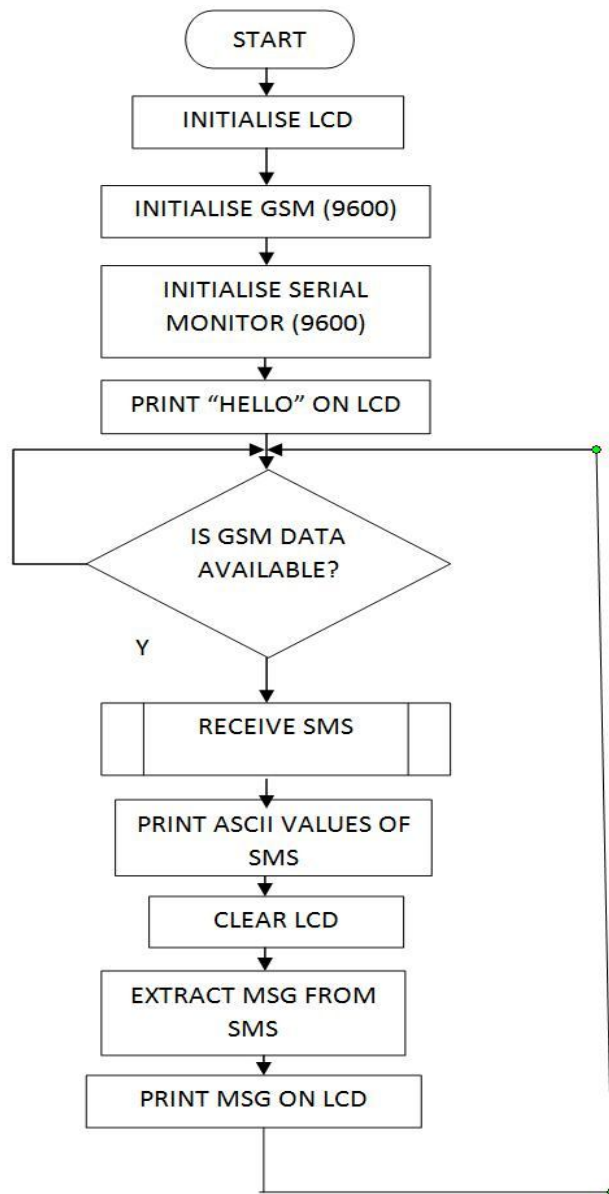 START
INITIALISE LCD
INITIALISE GSM (9600)
INITIALISE SERIAL
MONITOR (9600)
PRINT “HELLO” ON LCD
IS GSM DATA
AVAILABLE?
Y
RECEIVE SMS
PRINT ASCII VALUES OF
SMS
CLEAR LCD
EXTRACT MSG FROM
SMS
PRINT MSG ON LCD